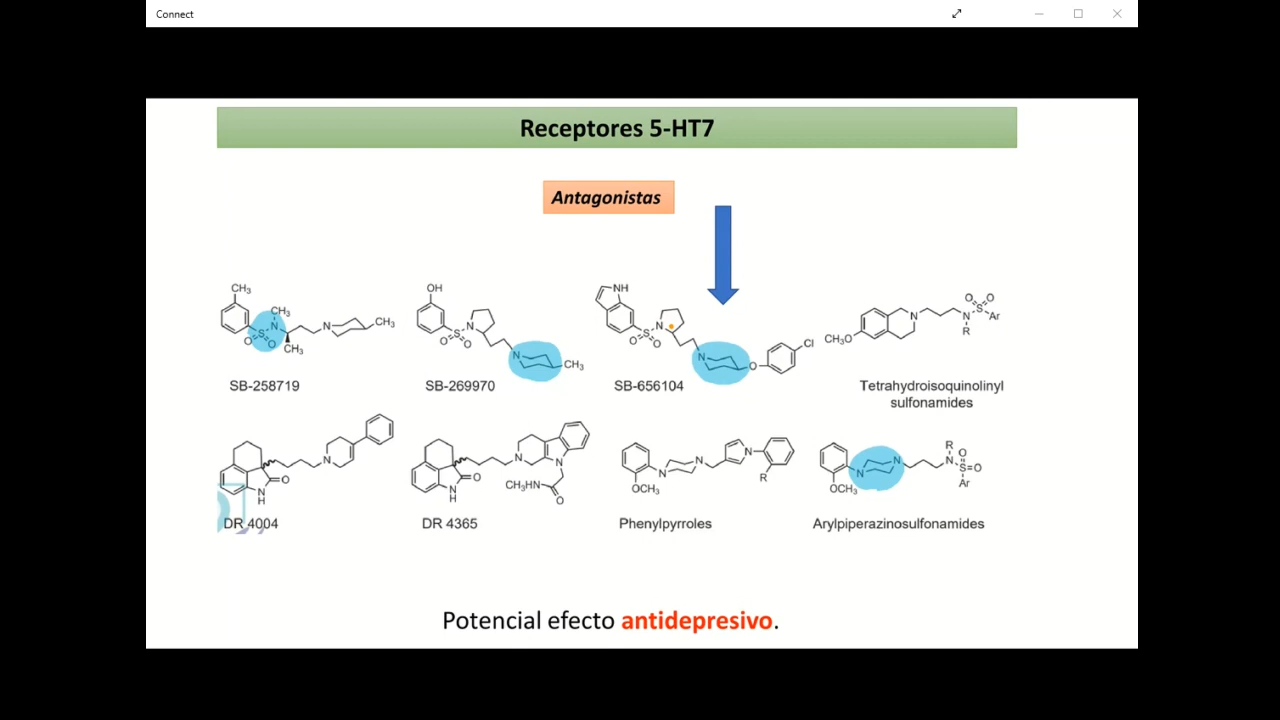 Connect
Receptores 5-HT7
Antagonistas
CH3
CH3
N
S
O O
CH3
N
CH3
SB-258719
OH
N
S
O O
N
CH3
SB-269970
NH
N
S
O O
N
O
Cl
SB-656104
CH3O
N
N
R
O O
S
Ar
Tetrahydroisoquinolinyl
sulfonamides
N
O
N
H
DR 4004
N
N
O
N
H
CH3HN
O
DR 4365
OCH3
N
N
N
R
Phenylpyrroles
OCH3
N
N
R
N
O
S
O
Ar
Arylpiperazinosulfonamides
Potencial efecto antidepresivo.